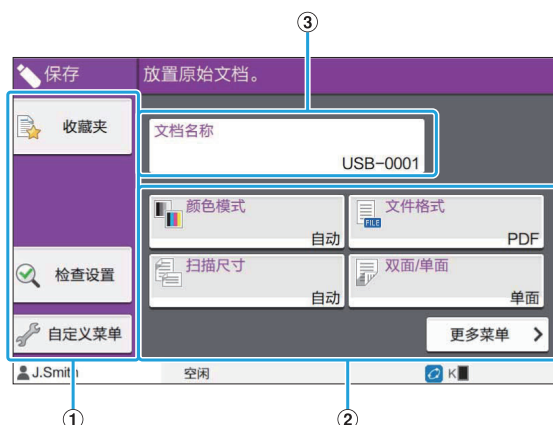 ③
保存
放置原始文档。
收藏夹
文档名称
USB-0001
颜色模式
自动
文件格式
FILE
PDF
检查设置
扫描尺寸
自动
双面/单面
单面
自定义菜单
更多菜单
J.Smith
空闲
K
①
②